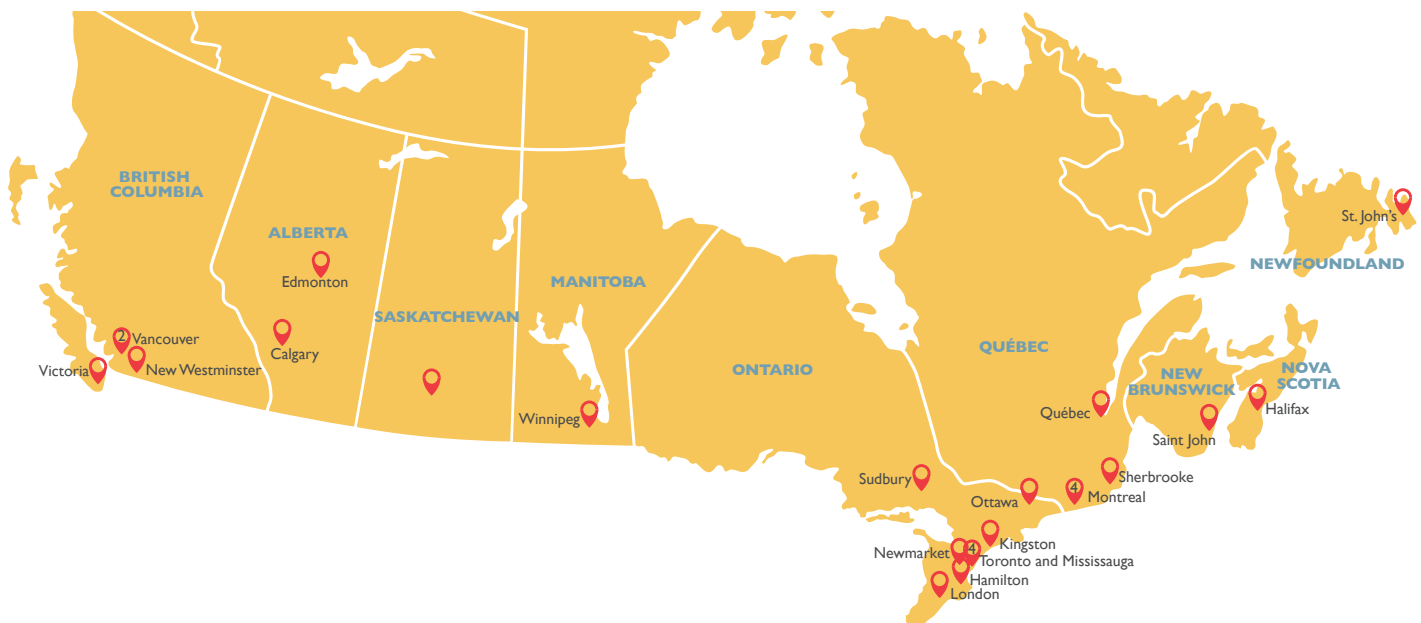 BRITISH
COLUMBIA
ALBERTA
Edmonton
SASKATCHEWAN
MANITOBA
Calgary
2
Vancouver
New Westminster
Victoria
Winnipeg
ONTARIO
QUÉBEC
St. John's
NEWFOUNDLAND
NEW
BRUNSWICK
NOVA
SCOTIA
Québec
Halifax
Saint John
Sudbury
Sherbrooke
Ottawa
4
Montreal
Kingston
Newmarket
4
Toronto and Mississauga
Hamilton
London